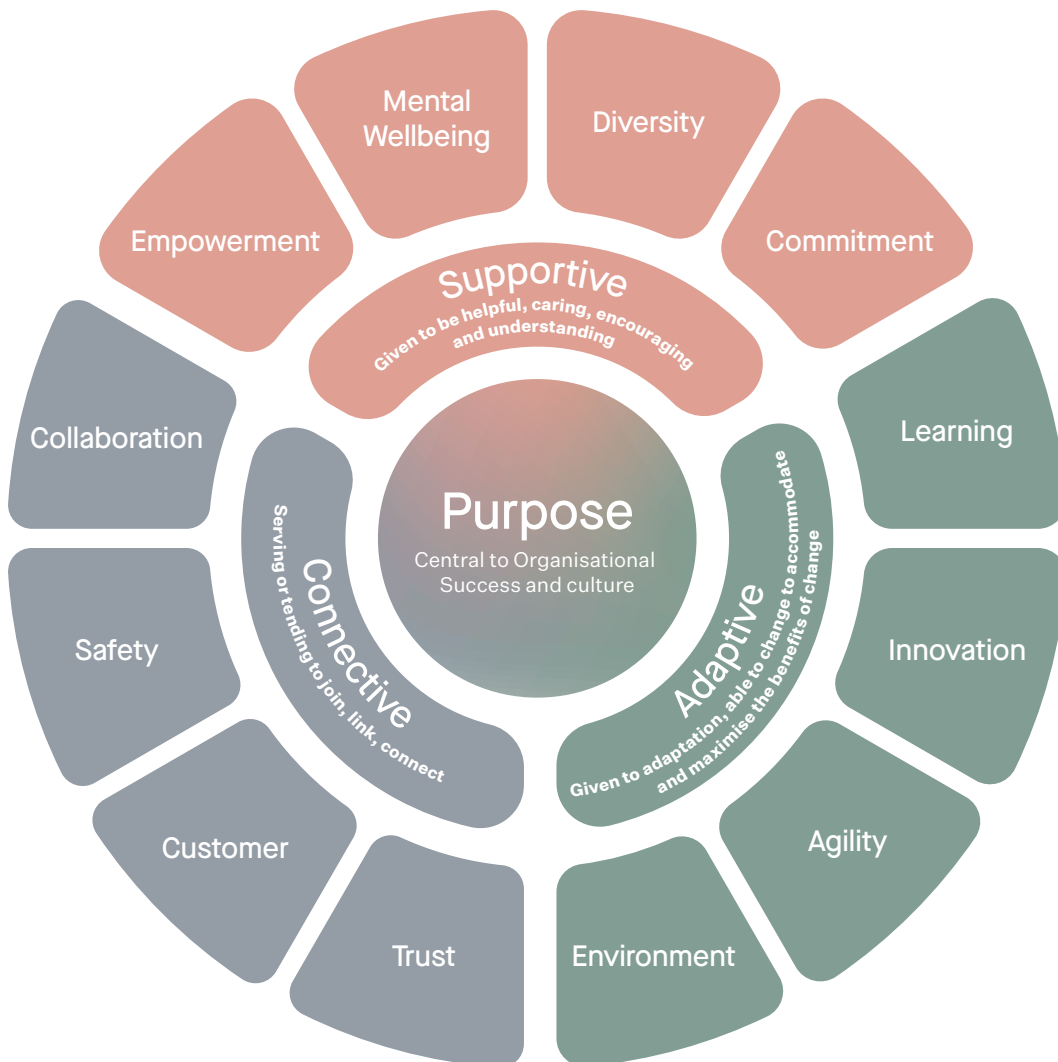 Mental
Wellbeing
Diversity
Empowerment
Commitment
Supportive
Given to be helpful, caring, encouraging
and understanding
Collaboration
Learning
Purpose
Central to Organisational
Success and culture
Connective
Serving or tending to join, link, connect
Adaptive
Given to adaptation, able to change to accommodate
and maximise the benefits of change
Safety
Innovation
Customer
Agility
Trust
Environment